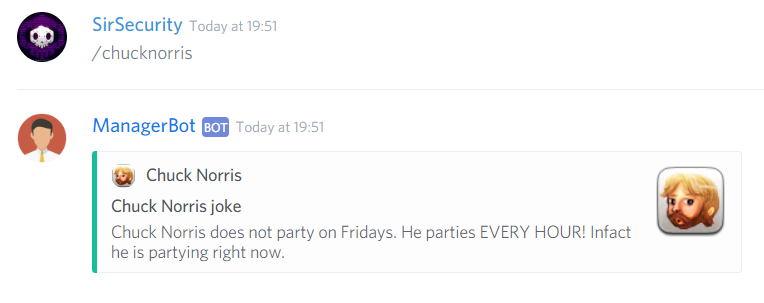 SirSecurity Today at 19:51
/chucknorris
ManagerBot BOT Today at 19:51
Chuck Norris
Chuck Norris joke
Chuck Norris does not party on Fridays. He parties EVERY HOUR! Infact
he is partying right now.